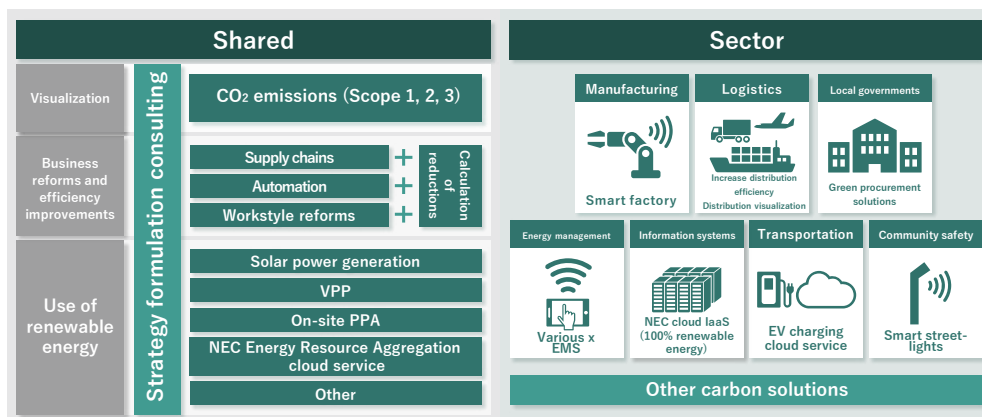 Shared
Visualization
Strategy formulation consulting
CO₂ emissions (Scope 1, 2, 3)
Business
reforms and
efficiency
improvements
Supply chains
+
Automation
+
Workstyle reforms
+
Calculation
of
reductions
Use of
renewable
energy
Solar power generation
VPP
On-site PPA
NEC Energy Resource Aggregation
cloud service
Other
Sector
Manufacturing
Smart factory
Logistics
Increase distribution
efficiency
Distribution visualization
Local governments
Green procurement
solutions
Energy management
Various x
EMS
Information systems
NEC cloud IaaS
(100% renewable
energy)
Transportation
EV charging
cloud service
Community safety
Smart street-
lights
Other carbon solutions